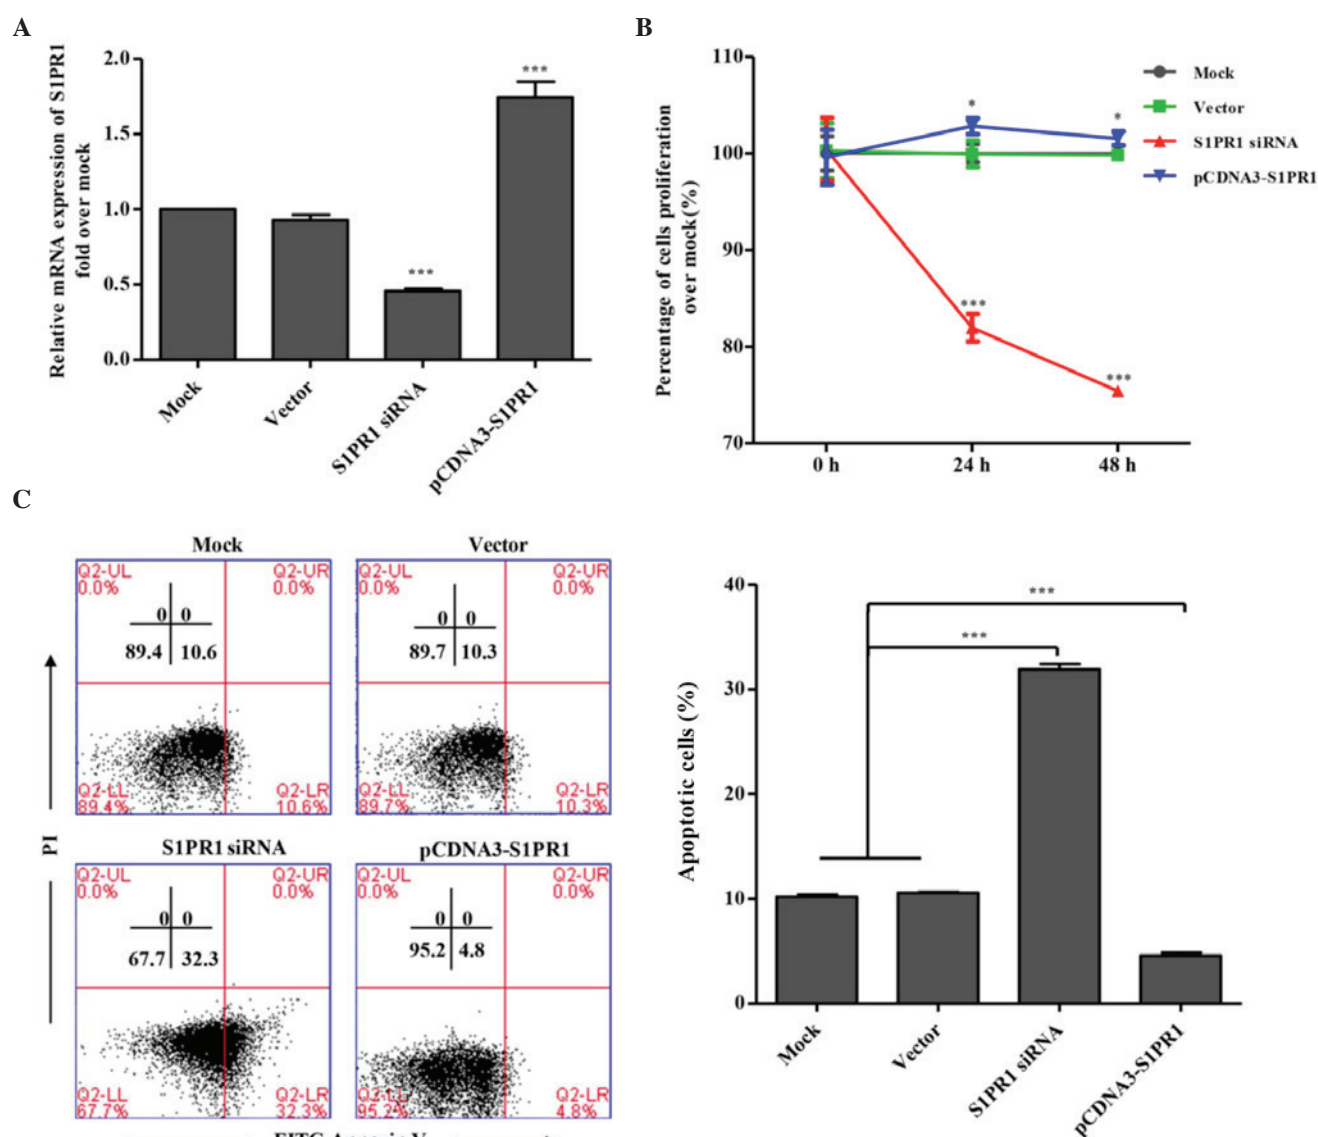 A
Relative mRNA expression of S1PR1
fold over mock
2.0
1.5
1.0
0.5
0.0
***
***
Mock
Vector
S1PR1 siRNA
pCDNA3-S1PR1
B
Percentage of cells proliferation
over mock(%)
110
100
90
80
70
*
*
***
***
0 h
24 h
48 h
Mock
Vector
S1PR1 siRNA
pCDNA3-S1PR1
C
PI
Mock
Q2-UL
0.0%
Q2-UR
0.0%
0 0
89.4 10.6
Q2-LL
89.4%
Q2-LR
10.6%
Vector
Q2-UL
0.0%
Q2-UR
0.0%
0 0
89.7 10.3
Q2-LL
89.7%
Q2-LR
10.3%
S1PR1 siRNA
Q2-UL
0.0%
Q2-UR
0.0%
0 0
67.7 32.3
Q2-LL
67.7%
Q2-LR
32.3%
pCDNA3-S1PR1
Q2-UL
0.0%
Q2-UR
0.0%
0 0
95.2 4.8
Q2-LL
95.2%
Q2-LR
4.8%
Apoptotic cells (%)
40
30
20
10
0
***
***
Mock
Vector
S1PR1 siRNA
pCDNA3-S1PR1